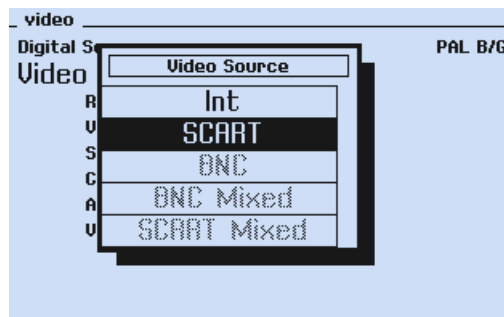 video
Digital S
PAL B/G
Video
Video Source
R
Int
V
SCART
S
BNC
C
A
BNC Mixed
V
SCART Mixed